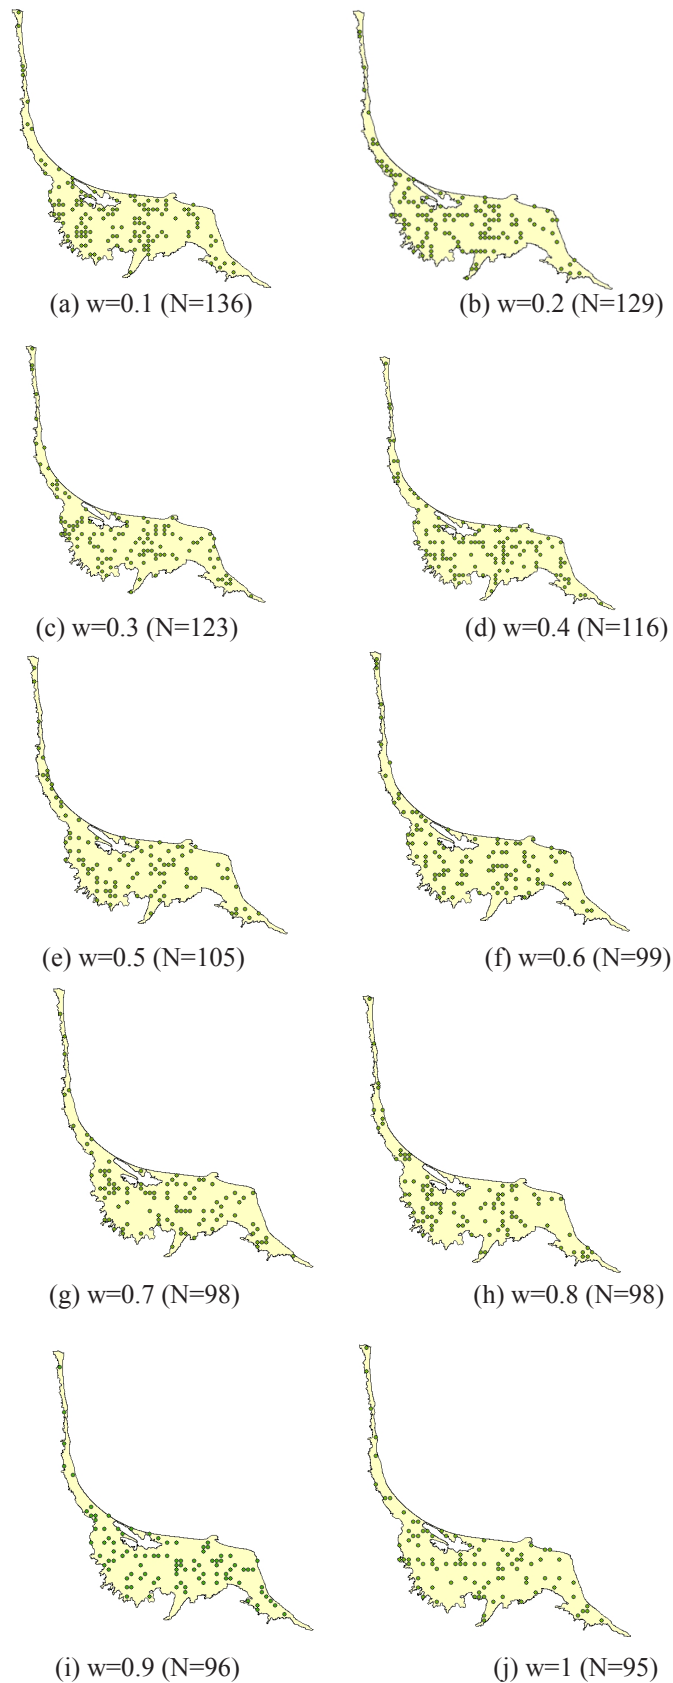 (a) w=0.1 (N=136)
(b) w=0.2 (N=129)
(c) w=0.3 (N=123)
(d) w=0.4 (N=116)
(e) w=0.5 (N=105)
(f) w=0.6 (N=99)
(g) w=0.7 (N=98)
(h) w=0.8 (N=98)
(i) w=0.9 (N=96)
(j) w=1 (N=95)